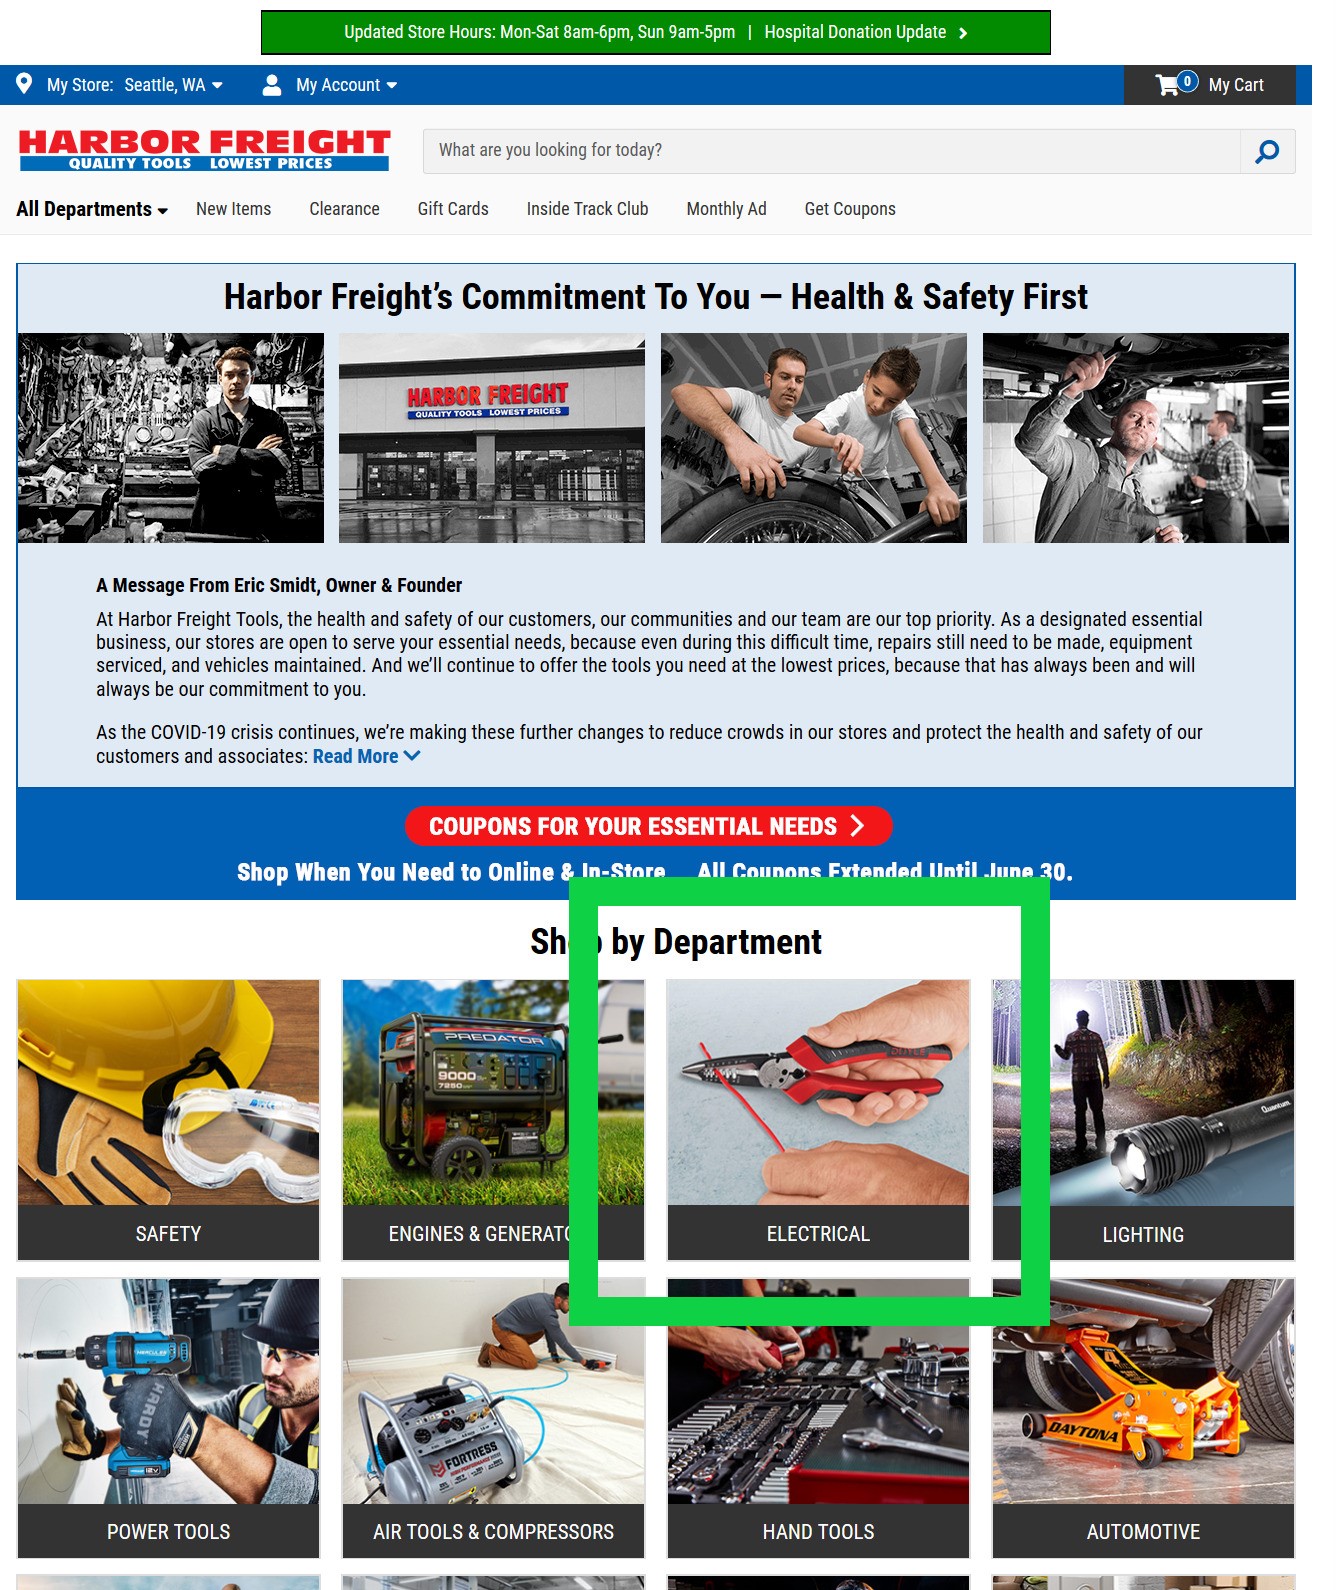 Updated Store Hours: Mon-Sat 8am-6pm, Sun 9am-5pm | Hospital Donation Update
My Store: Seattle, WA
My Account
0
My Cart
HARBOR FREIGHT
QUALITY TOOLS LOWEST PRICES
What are you looking for today?
All Departments
New Items
Clearance
Gift Cards
Inside Track Club
Monthly Ad
Get Coupons
Harbor Freight’s Commitment To You — Health & Safety First
HARBOR FREIGHT
QUALITY TOOLS LOWEST PRICES
A Message From Eric Smidt, Owner & Founder
At Harbor Freight Tools, the health and safety of our customers, our communities and our team are our top priority. As a designated essential
business, our stores are open to serve your essential needs, because even during this difficult time, repairs still need to be made, equipment
serviced, and vehicles maintained. And we’ll continue to offer the tools you need at the lowest prices, because that has always been and will
always be our commitment to you.
As the COVID-19 crisis continues, we’re making these further changes to reduce crowds in our stores and protect the health and safety of our
customers and associates: Read More
COUPONS FOR YOUR ESSENTIAL NEEDS
Shop When You Need to Online & In-Store All Coupons Extended Until June 30.
Shop by Department
PREDATOR
9000
7250
DOYLE
Quantum
SAFETY
ENGINES & GENERATO
ELECTRICAL
LIGHTING
HERCULES
HARDY
12V
FORTRESS
DAYTONA
POWER TOOLS
AIR TOOLS & COMPRESSORS
HAND TOOLS
AUTOMOTIVE